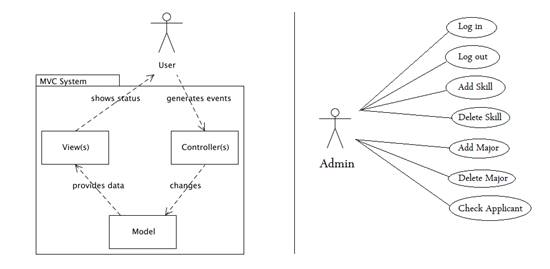 User
MVC System
shows status
generates events
View(s)
Controller(s)
provides data
changes
Model
Log in
Log out
Add Skill
Delete Skill
Admin
Add Major
Delete Major
Check Applicant